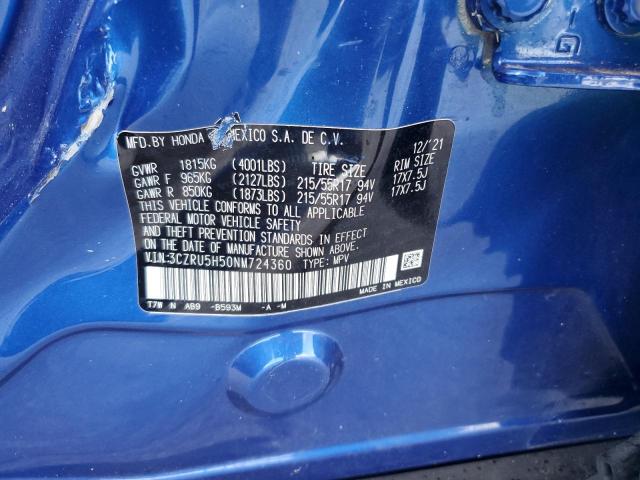 MFD.BY HONDA MEXICO S.A. DE C.V. 12/'21
GVWR 1815KG (4001LBS) TIRE SIZE RIM SIZE
GAWR F 965KG (2127LBS) 215/55R17 94V 17X7.5J
GAWR R 850KG (1873LBS) 215/55R17 94V 17X7.5J
THIS VEHICLE CONFORMS TO ALL APPLICABLE
FEDERAL MOTOR VEHICLE SAFETY
AND THEFT PREVENTION STANDARDS IN EFFECT
ON THE DATE OF MANUFACTURE SHOWN ABOVE.
V.I.N:3CZRU5H50NM724360 TYPE: MPV
MADE IN MEXICO
T7W N AB9 -B593M -A -M